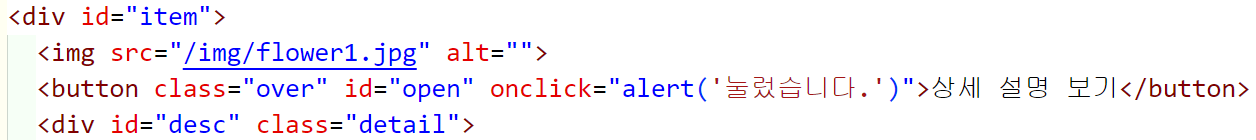 <div id="item">
<img src="/img/flower1.jpg" alt="">
<button class="over" id="open" onclick="alert('눌렀습니다.')">상세 설명 보기</button>
<div id="desc" class="detail">